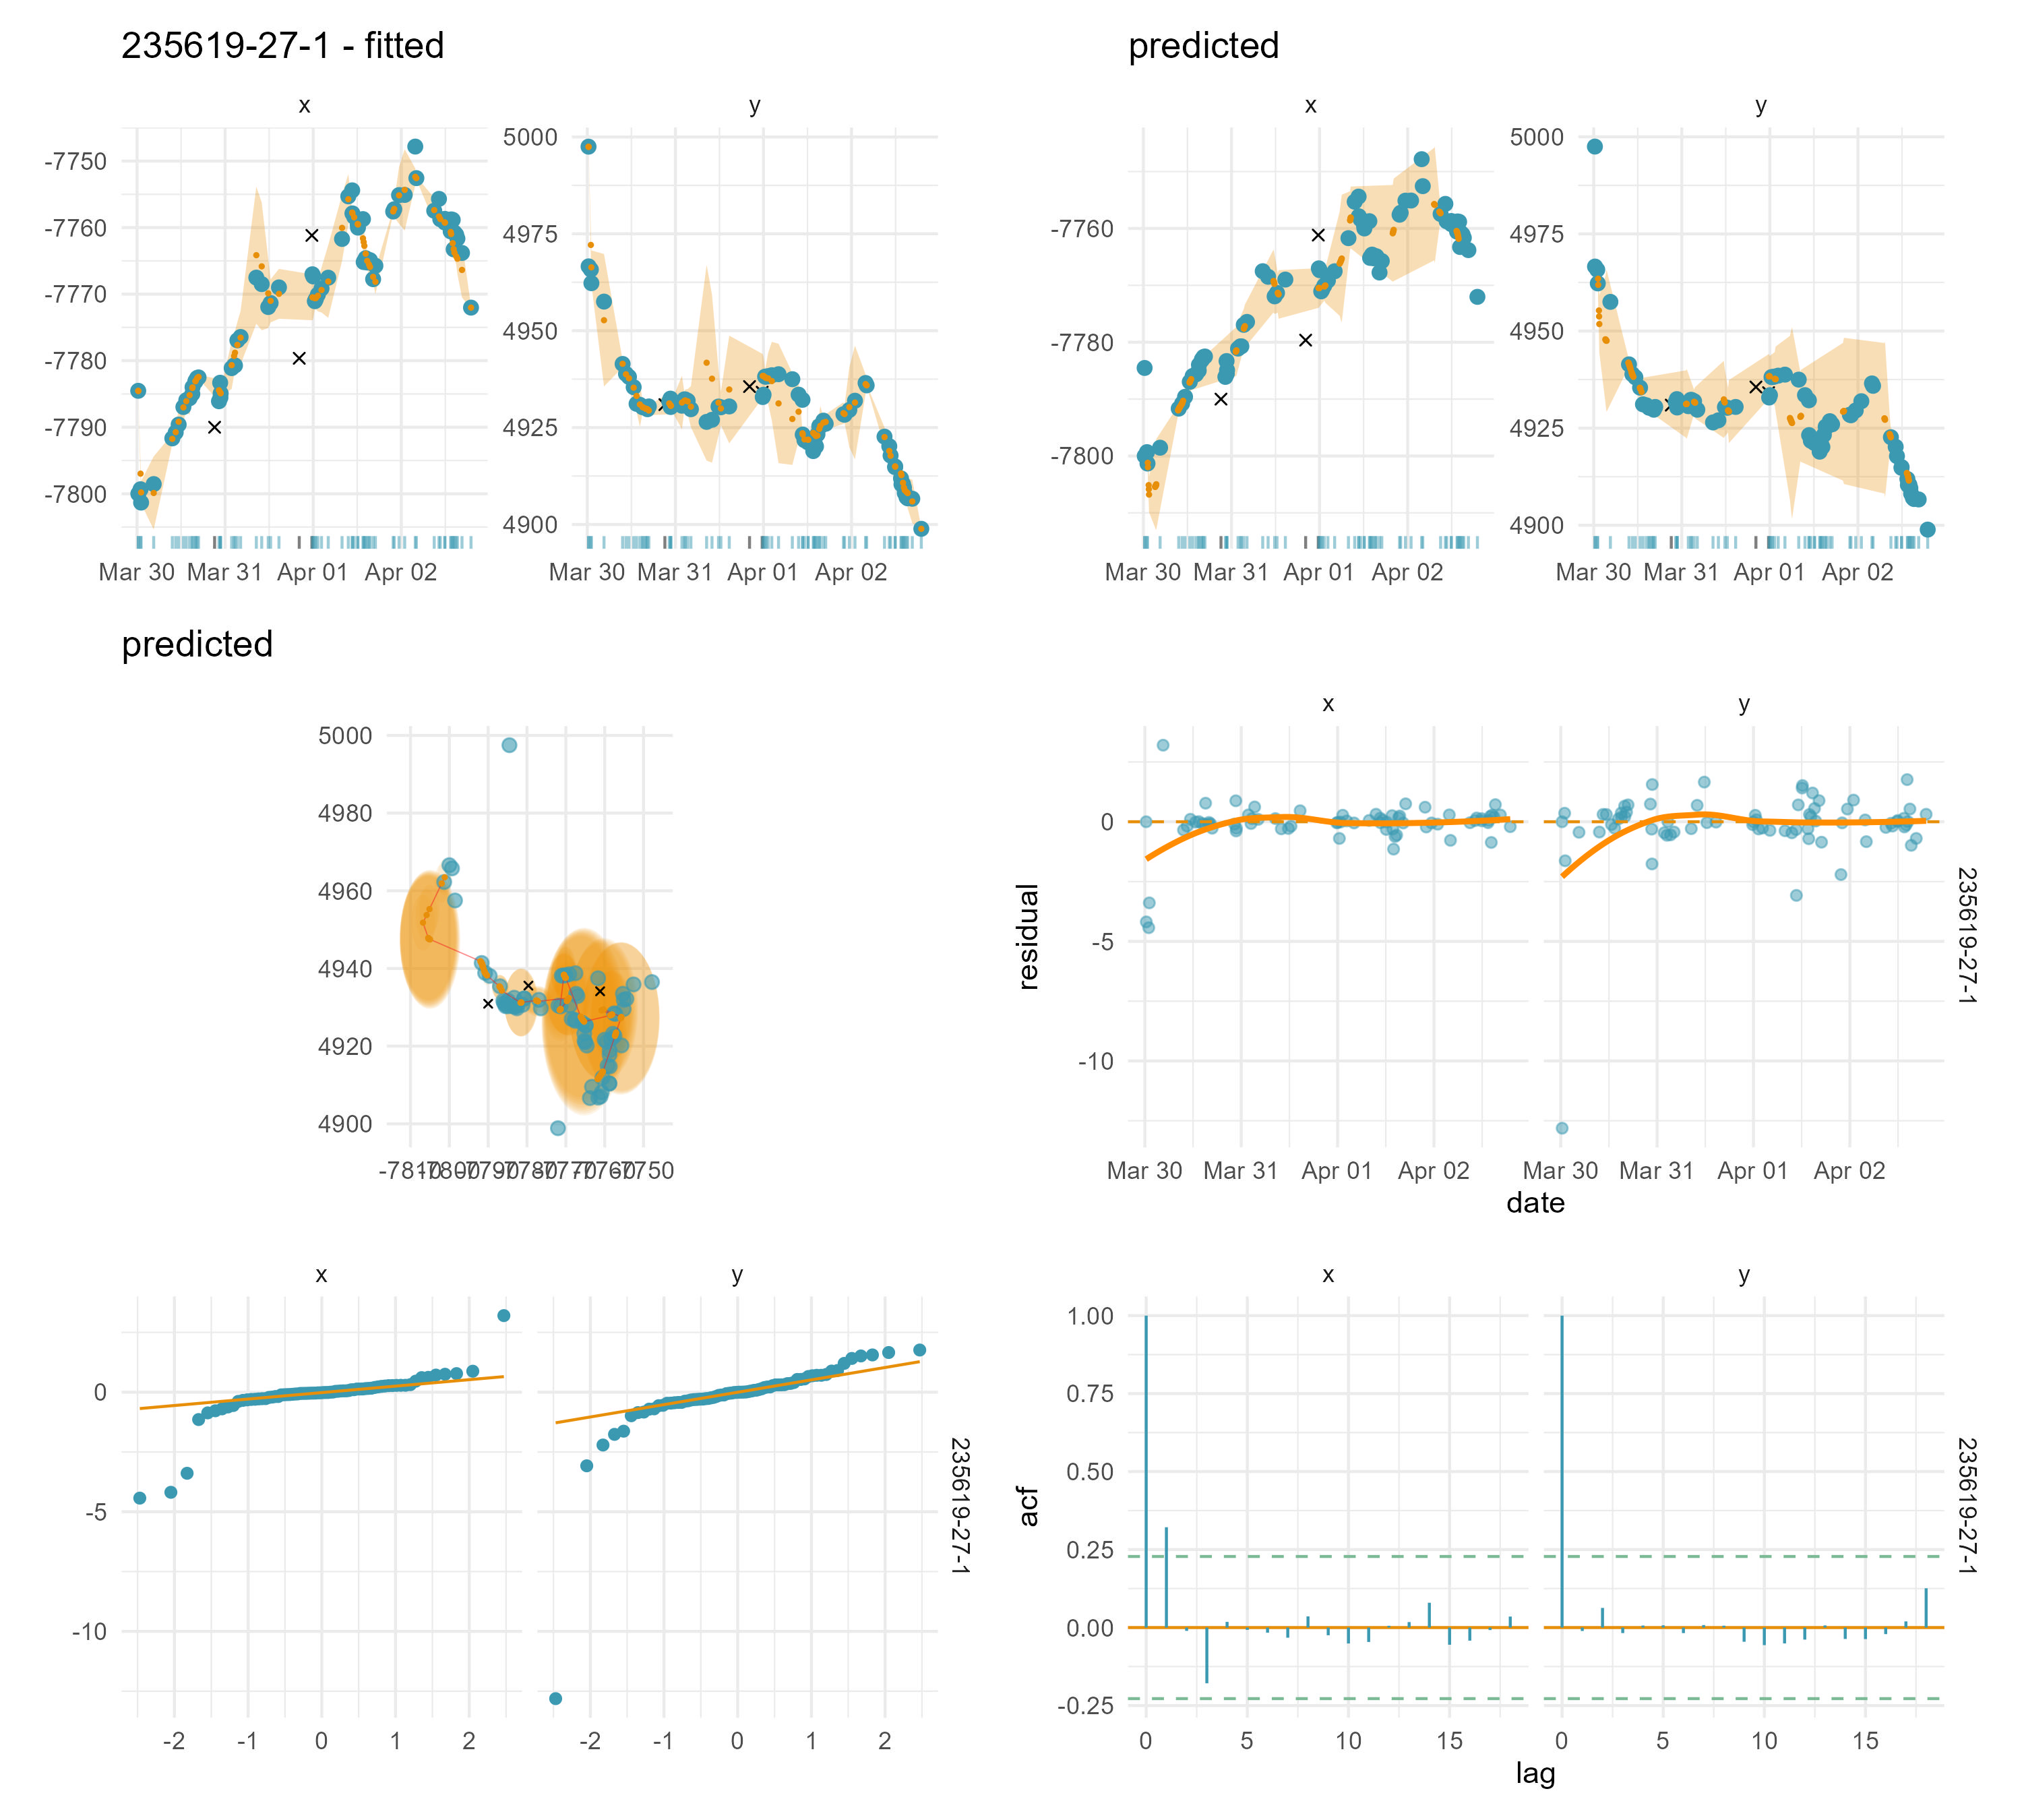 235619-27-1 - fitted
predicted
x
y
x
y
-7750
-7760
-7770
-7780
-7790
-7800
5000
4975
4950
4925
4900
-7760
-7780
-7800
5000
4975
4950
4925
4900
Mar 30 Mar 31 Apr 01 Apr 02
Mar 30 Mar 31 Apr 01 Apr 02
Mar 30 Mar 31 Apr 01 Apr 02
Mar 30 Mar 31 Apr 01 Apr 02
predicted
5000
4980
4960
4940
4920
4900
-7810 -7800 -7790 -7780 -7770 -7760 -7750
x
y
residual
0
-5
-10
235619-27-1
Mar 30 Mar 31 Apr 01 Apr 02
Mar 30 Mar 31 Apr 01 Apr 02
date
x
y
0
-5
-10
235619-27-1
-2 -1 0 1 2
-2 -1 0 1 2
x
y
acf
1.00
0.75
0.50
0.25
0.00
-0.25
235619-27-1
0 5 10 15
0 5 10 15
lag